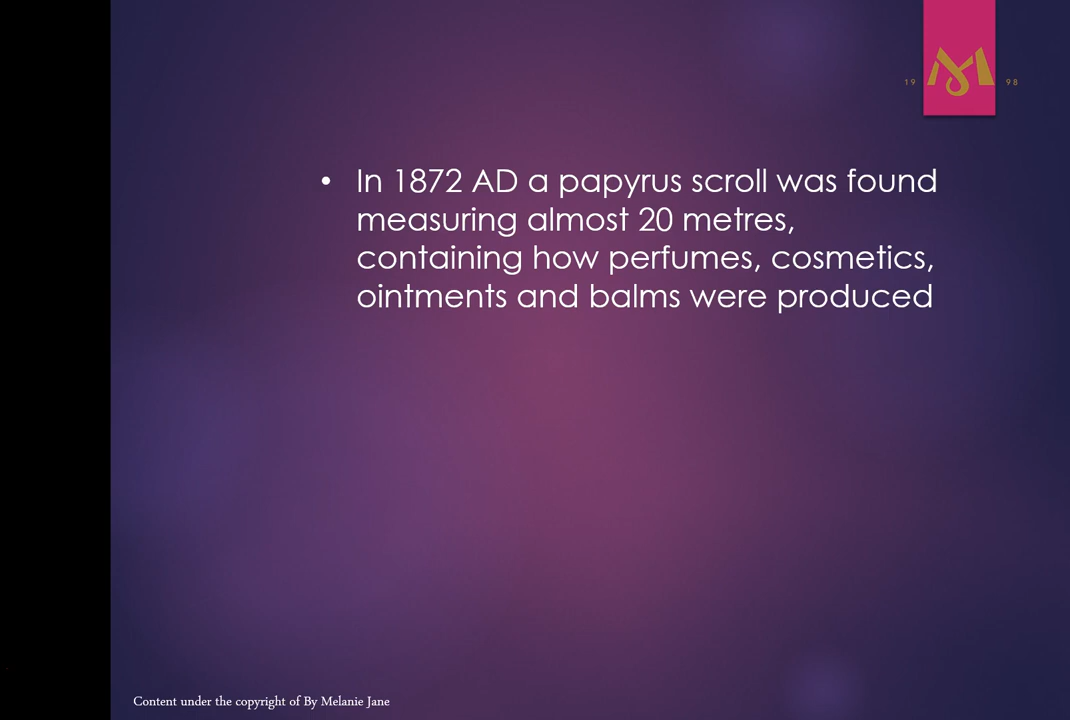 19 98
• In 1872 AD a papyrus scroll was found
measuring almost 20 metres,
containing how perfumes, cosmetics,
ointments and balms were produced
Content under the copyright of By Melanie Jane